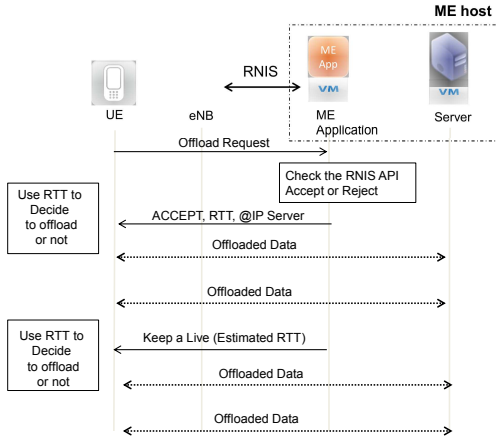 ME host
RNIS
ME
App
VM
VM
UE
eNB
ME
Application
Server
Offload Request
Check the RNIS API
Accept or Reject
Use RTT to
Decide
to offload
or not
ACCEPT, RTT, @IP Server
Offloaded Data
Offloaded Data
Use RTT to
Decide
to offload
or not
Keep a Live (Estimated RTT)
Offloaded Data
Offloaded Data